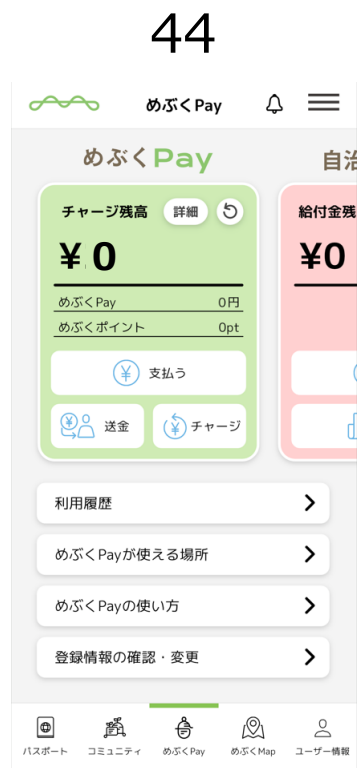 44
めぶくPay
めぶくPay
自治
チャージ残高
詳細
¥ 0
めぶくPay 0円
めぶくポイント 0pt
支払う
送金
チャージ
給付金残
¥0
利用履歴
めぶくPayが使える場所
めぶくPayの使い方
登録情報の確認・変更
パスポート
コミュニティ
めぶくPay
めぶくMap
ユーザー情報